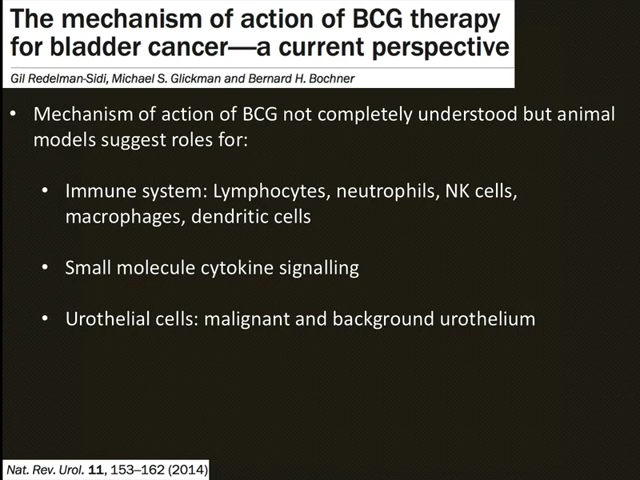 The mechanism of action of BCG therapy
for bladder cancer—a current perspective
Gil Redelman-Sidi, Michael S. Glickman and Bernard H. Bochner
• Mechanism of action of BCG not completely understood but animal
models suggest roles for:
• Immune system: Lymphocytes, neutrophils, NK cells,
macrophages, dendritic cells
• Small molecule cytokine signalling
• Urothelial cells: malignant and background urothelium
Nat. Rev. Urol. 11, 153–162 (2014)